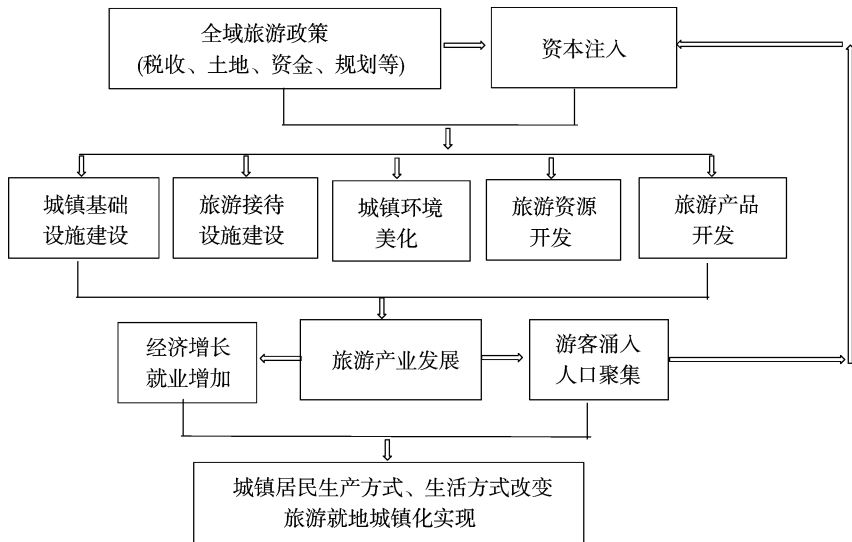 全域旅游政策
(税收、土地、资金、规划等)
资本注入
城镇基础
设施建设
旅游接待
设施建设
城镇环境
美化
旅游资源
开发
旅游产品
开发
经济增长
就业增加
旅游产业发展
游客涌入
人口聚集
城镇居民生产方式、生活方式改变
旅游就地城镇化实现